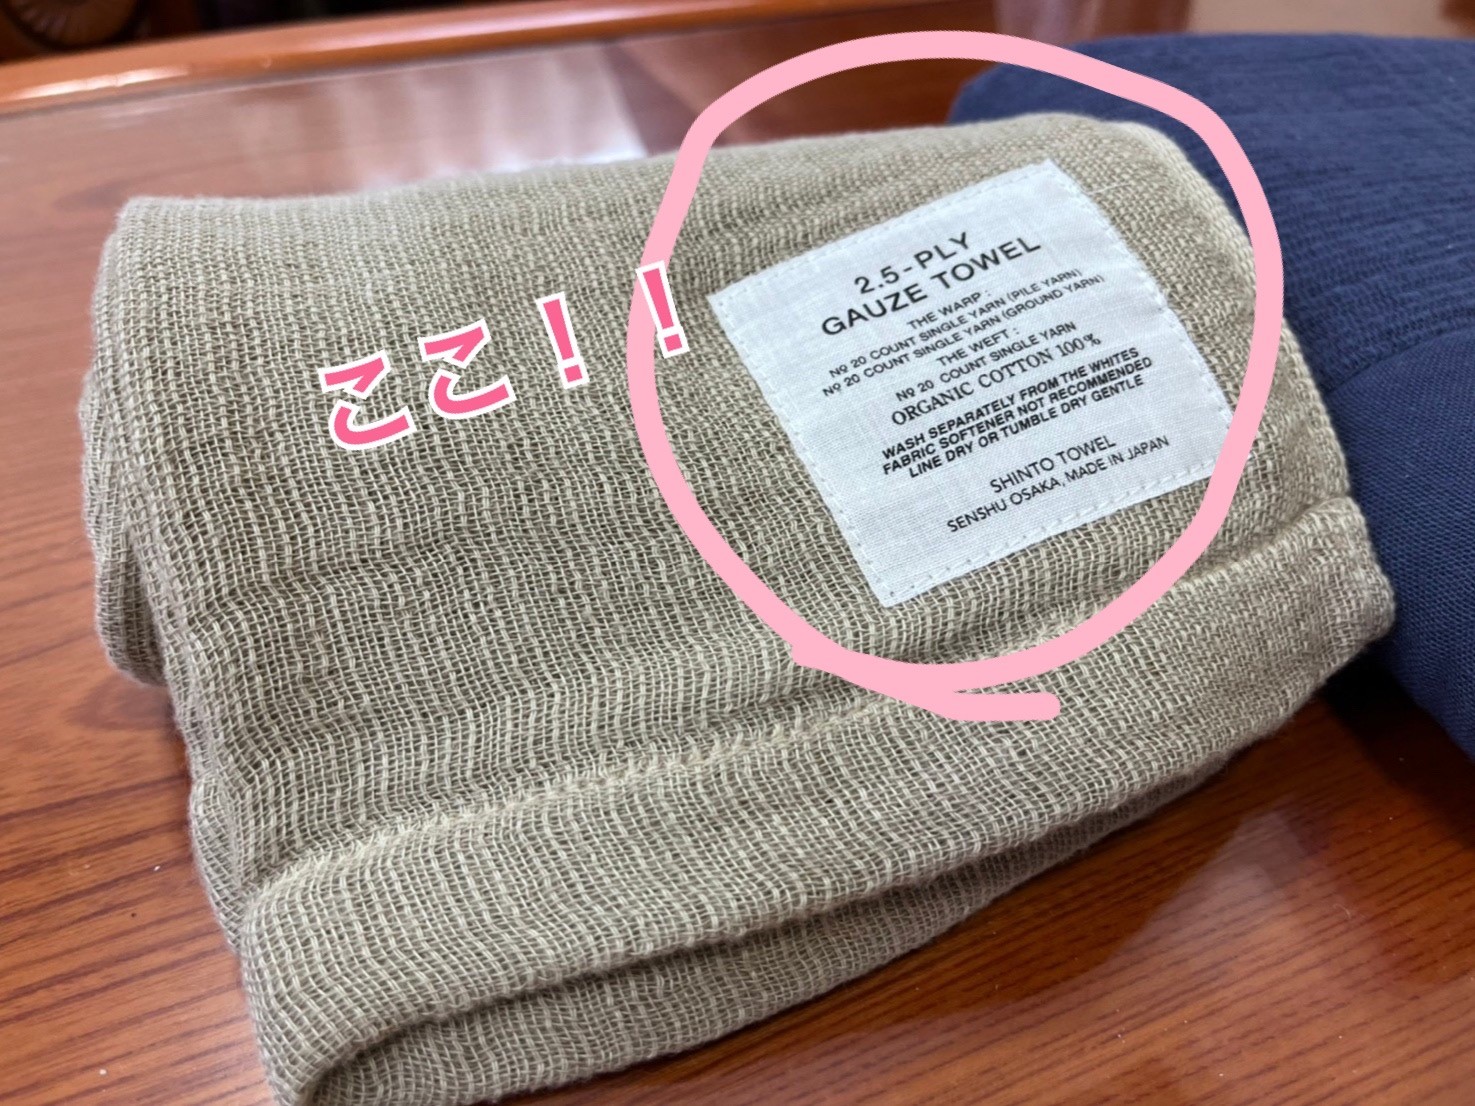 ここ！！
2.5-PLY
GAUZE TOWEL
THE WARP :
No 20 COUNT SINGLE YARN (PILE YARN)
No 20 COUNT SINGLE YARN (GROUND YARN)
THE WEFT :
No 20 COUNT SINGLE YARN
ORGANIC COTTON 100%
WASH SEPARATELY FROM THE WHITES
FABRIC SOFTENER NOT RECOMMENDED
LINE DRY OR TUMBLE DRY GENTLE
SHINTO TOWEL
SENSHU OSAKA, MADE IN JAPAN